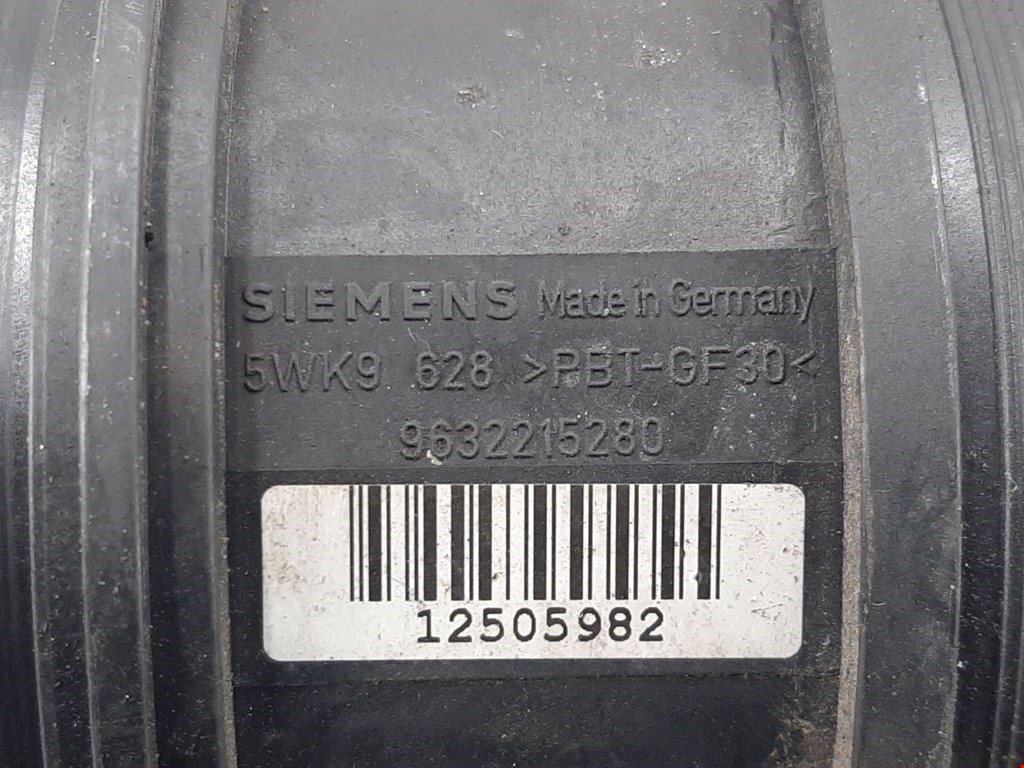 SIEMENS Made in Germany
5WK9 628 >PBT-GF30<
9632215280
12505982